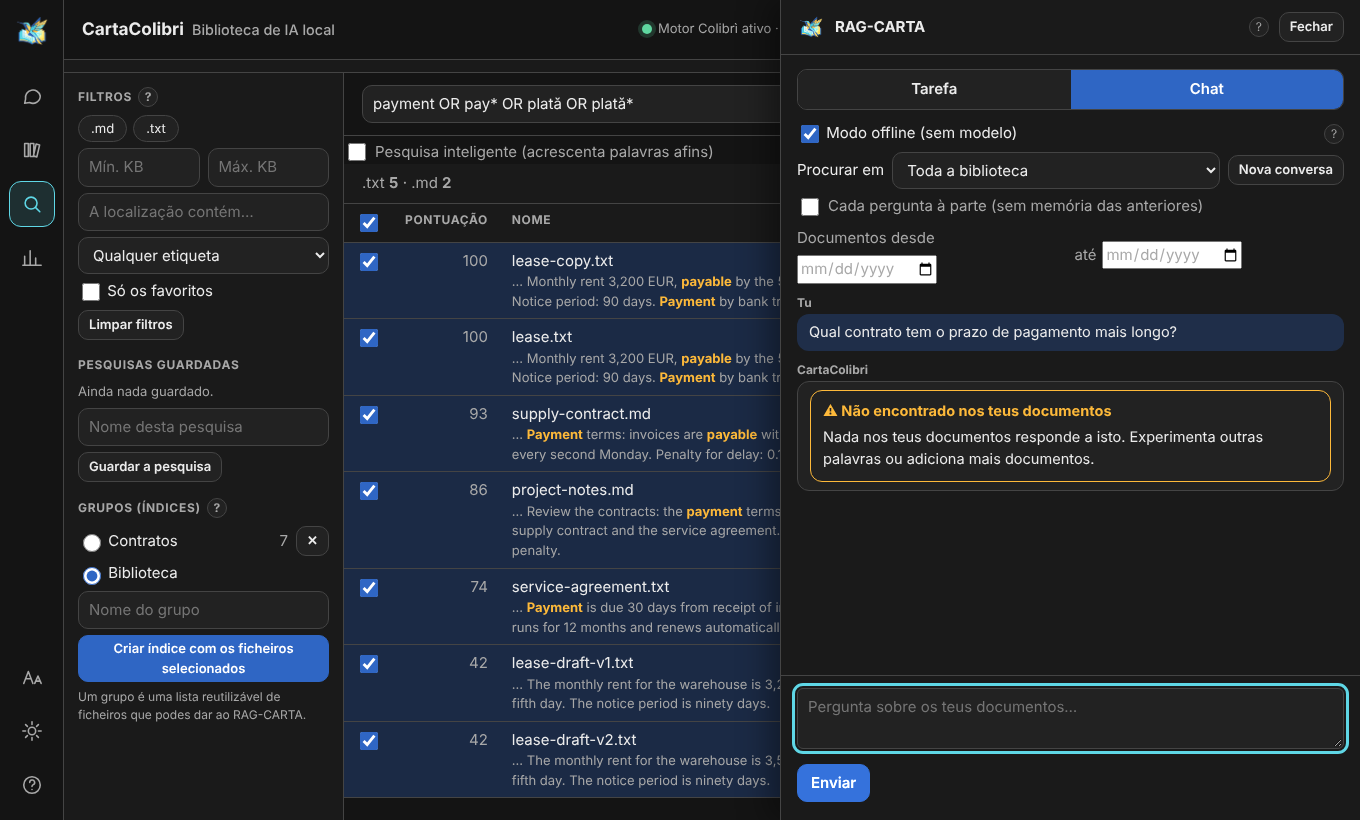 CartaColibri Biblioteca de IA local
Motor Colibrì ativo ·
FILTROS ?
.md .txt
Mín. KB Máx. KB
A localização contém…
Qualquer etiqueta
Só os favoritos
Limpar filtros
PESQUISAS GUARDADAS
Ainda nada guardado.
Nome desta pesquisa
Guardar a pesquisa
GRUPOS (ÍNDICES) ?
Contratos 7 ×
Biblioteca
Nome do grupo
Criar índice com os ficheiros
selecionados
Um grupo é uma lista reutilizável de
ficheiros que podes dar ao RAG-CARTA.
payment OR pay* OR plată OR plată*
Pesquisa inteligente (acrescenta palavras afins)
.txt 5 · .md 2
PONTUAÇÃO NOME
100 lease-copy.txt
... Monthly rent 3,200 EUR, payable by the
Notice period: 90 days. Payment by bank
100 lease.txt
... Monthly rent 3,200 EUR, payable by the
Notice period: 90 days. Payment by bank
93 supply-contract.md
... Payment terms: invoices are payable
every second Monday. Penalty for delay:
86 project-notes.md
... Review the contracts: the payment terms
supply contract and the service agreement.
penalty.
74 service-agreement.txt
... Payment is due 30 days from receipt of
runs for 12 months and renews automatically
42 lease-draft-v1.txt
... The monthly rent for the warehouse is
fifth day. The notice period is ninety days.
42 lease-draft-v2.txt
... The monthly rent for the warehouse is
fifth day. The notice period is ninety days.
RAG-CARTA ? Fechar
Tarefa Chat
Modo offline (sem modelo) ?
Procurar em Toda a biblioteca Nova conversa
Cada pergunta à parte (sem memória das anteriores)
Documentos desde
mm/dd/yyyy até mm/dd/yyyy
Tu
Qual contrato tem o prazo de pagamento mais longo?
CartaColibri
⚠ Não encontrado nos teus documentos
Nada nos teus documentos responde a isto. Experimenta outras
palavras ou adiciona mais documentos.
Pergunta sobre os teus documentos…
Enviar